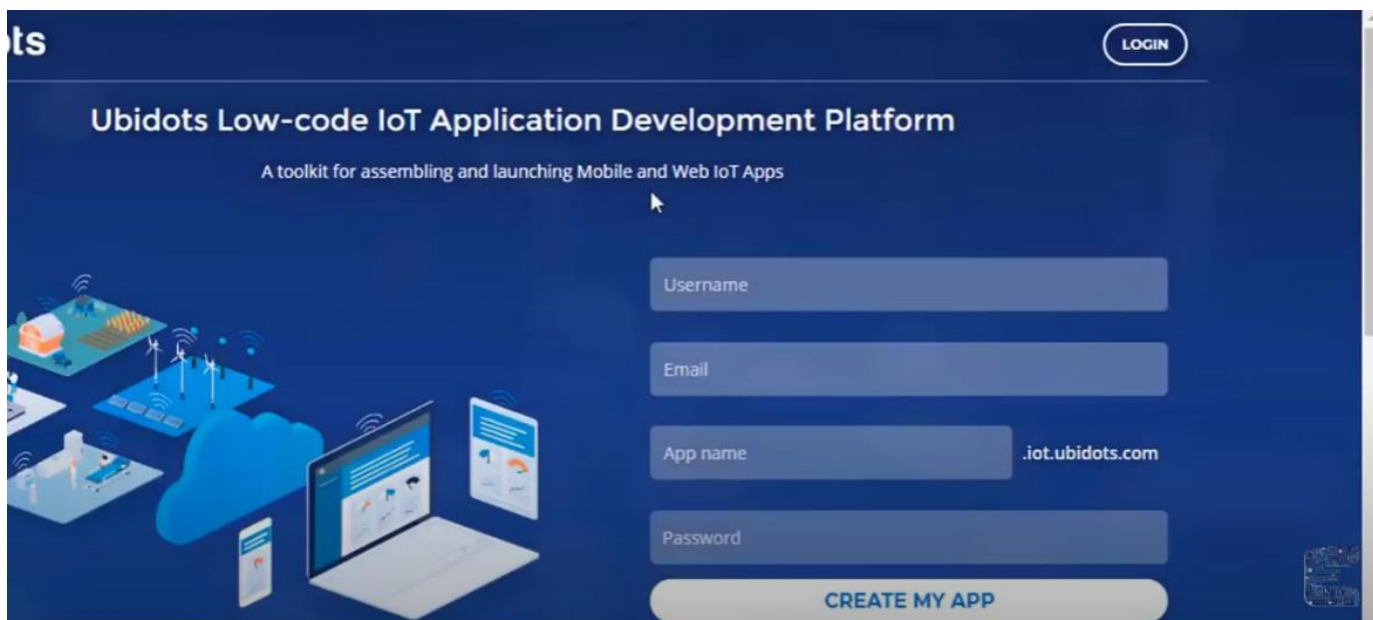 ots
LOGIN
Ubidots Low-code IoT Application Development Platform
A toolkit for assembling and launching Mobile and Web IoT Apps
Username
Email
App name
.iot.ubidots.com
Password
CREATE MY APP